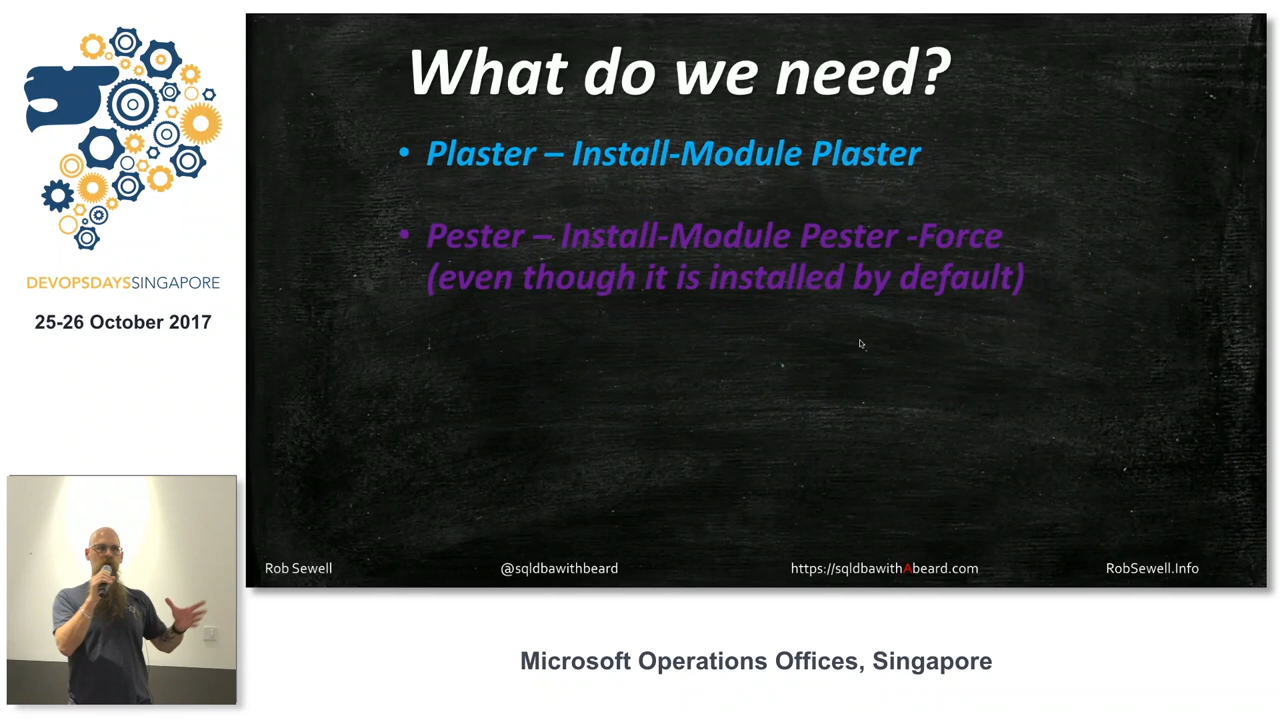 What do we need?
• Plaster – Install-Module Plaster
• Pester – Install-Module Pester -Force
(even though it is installed by default)
DEVOPSDAYSSINGAPORE
25-26 October 2017
Rob Sewell
@sqldbawithbeard
https://sqldbawithAbeard.com
RobSewell.Info
Microsoft Operations Offices, Singapore